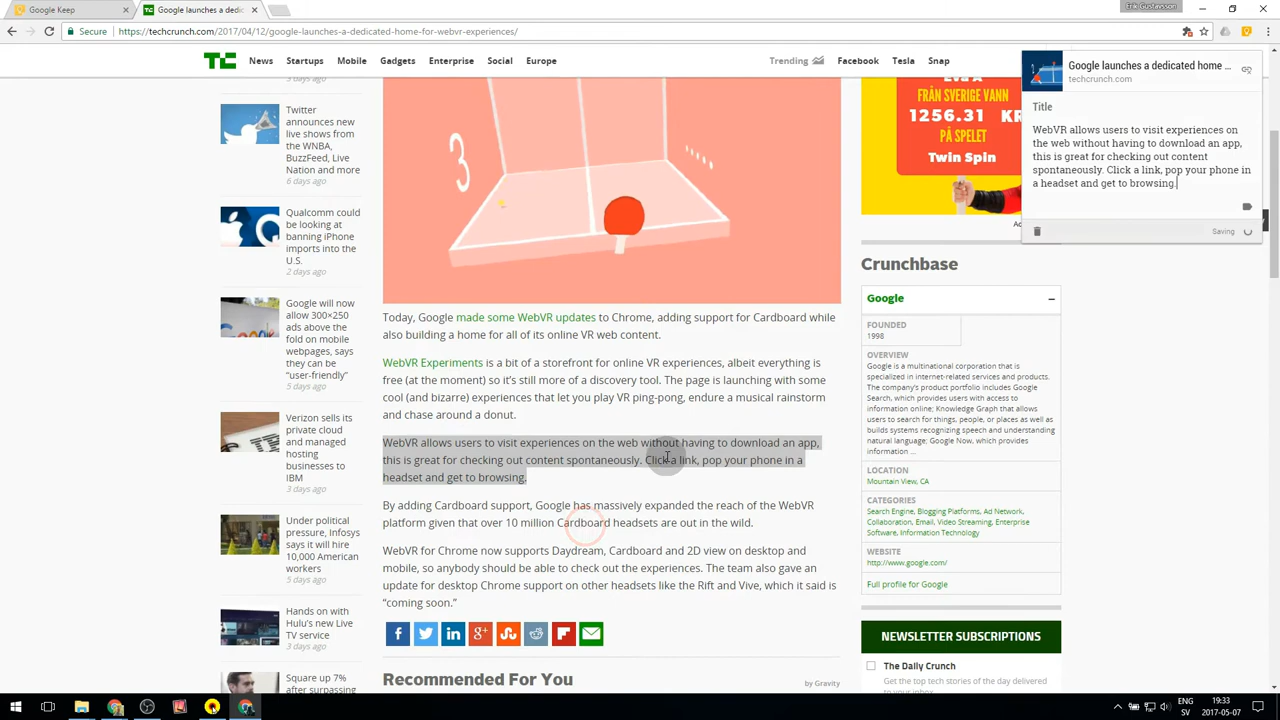 Google Keep
Google launches a dedic
Erik Gustavsson
Secure
https://techcrunch.com/2017/04/12/google-launches-a-dedicated-home-for-webvr-experiences/
TC
News
Startups
Mobile
Gadgets
Enterprise
Social
Europe
Trending
Facebook
Tesla
Snap
5 days ago
Twitter
announces new
live shows from
the WNBA,
BuzzFeed, Live
Nation and more
6 days ago
Qualcomm could
be looking at
banning iPhone
imports into the
U.S.
2 days ago
Google will now
allow 300×250
ads above the
fold on mobile
webpages, says
they can be
“user-friendly”
5 days ago
Verizon sells its
private cloud
and managed
hosting
businesses to
IBM
3 days ago
Under political
pressure, Infosys
says it will hire
10,000 American
workers
5 days ago
Hands on with
Hulu's new Live
TV service
3 days ago
Square up 7%
after surpassing
3
Today, Google made some WebVR updates to Chrome, adding support for Cardboard while
also building a home for all of its online VR web content.
WebVR Experiments is a bit of a storefront for online VR experiences, albeit everything is
free (at the moment) so it’s still more of a discovery tool. The page is launching with some
cool (and bizarre) experiences that let you play VR ping-pong, endure a musical rainstorm
and chase around a donut.
WebVR allows users to visit experiences on the web without having to download an app,
this is great for checking out content spontaneously. Click a link, pop your phone in a
headset and get to browsing.
By adding Cardboard support, Google has massively expanded the reach of the WebVR
platform given that over 10 million Cardboard headsets are out in the wild.
WebVR for Chrome now supports Daydream, Cardboard and 2D view on desktop and
mobile, so anybody should be able to check out the experiences. The team also gave an
update for desktop Chrome support on other headsets like the Rift and Vive, which it said is
“coming soon.”
Recommended For You
by Gravity
FRÅN SVERIGE VANN
1256.31 KR
PÅ SPELET
Twin Spin
Google launches a dedicated home ...
techcrunch.com
Title
WebVR allows users to visit experiences on
the web without having to download an app,
this is great for checking out content
spontaneously. Click a link, pop your phone in
a headset and get to browsing.
Saving
Crunchbase
Google
FOUNDED
1998
OVERVIEW
Google is a multinational corporation that is
specialized in internet-related services and products.
The company's product portfolio includes Google
Search, which provides users with access to
information online; Knowledge Graph that allows
users to search for things, people, or places as well as
builds systems recognizing speech and understanding
natural language; Google Now, which provides
information ...
LOCATION
Mountain View, CA
CATEGORIES
Search Engine, Blogging Platforms, Ad Network,
Collaboration, Email, Video Streaming, Enterprise
Software, Information Technology
WEBSITE
http://www.google.com/
Full profile for Google
NEWSLETTER SUBSCRIPTIONS
The Daily Crunch
Get the top tech stories of the day delivered
to your inbox
ENG
SV
19:33
2017-05-07